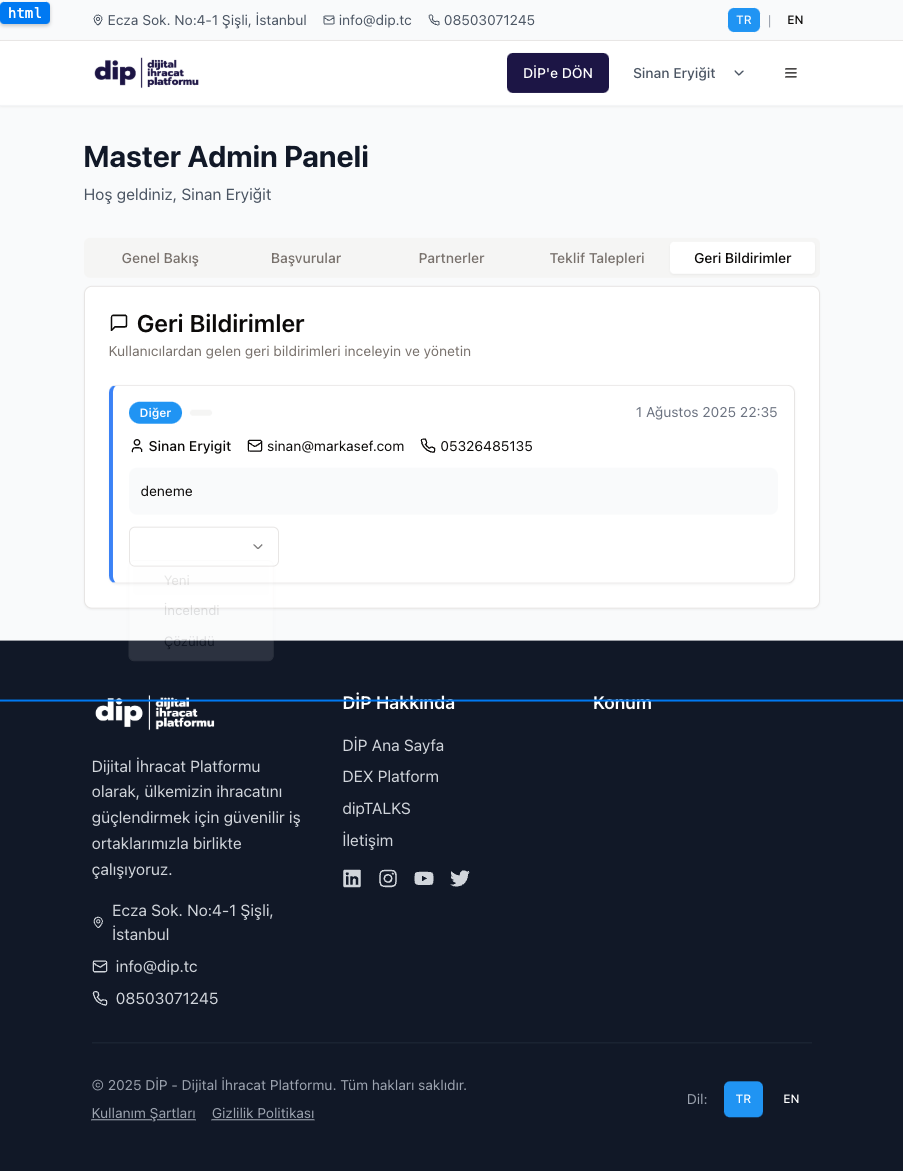 html
Ecza Sok. No:4-1 Şişli, İstanbul info@dip.tc 08503071245 TR | EN
dip dijital ihracat platformu
DİP'e DÖN Sinan Eryiğit
Master Admin Paneli
Hoş geldiniz, Sinan Eryiğit
Genel Bakış Başvurular Partnerler Teklif Talepleri Geri Bildirimler
Geri Bildirimler
Kullanıcılardan gelen geri bildirimleri inceleyin ve yönetin
Diğer 1 Ağustos 2025 22:35
Sinan Eryigit sinan@markasef.com 05326485135
deneme
Yeni
İncelendi
Çözüldü
dip dijital ihracat platformu
DİP Hakkında
Konum
Dijital İhracat Platformu
olarak, ülkemizin ihracatını
güçlendirmek için güvenilir iş
ortaklarımızla birlikte
çalışıyoruz.
Ecza Sok. No:4-1 Şişli,
İstanbul
info@dip.tc
08503071245
DİP Ana Sayfa
DEX Platform
dipTALKS
İletişim
© 2025 DİP - Dijital İhracat Platformu. Tüm hakları saklıdır.
Kullanım Şartları Gizlilik Politikası
Dil: TR EN